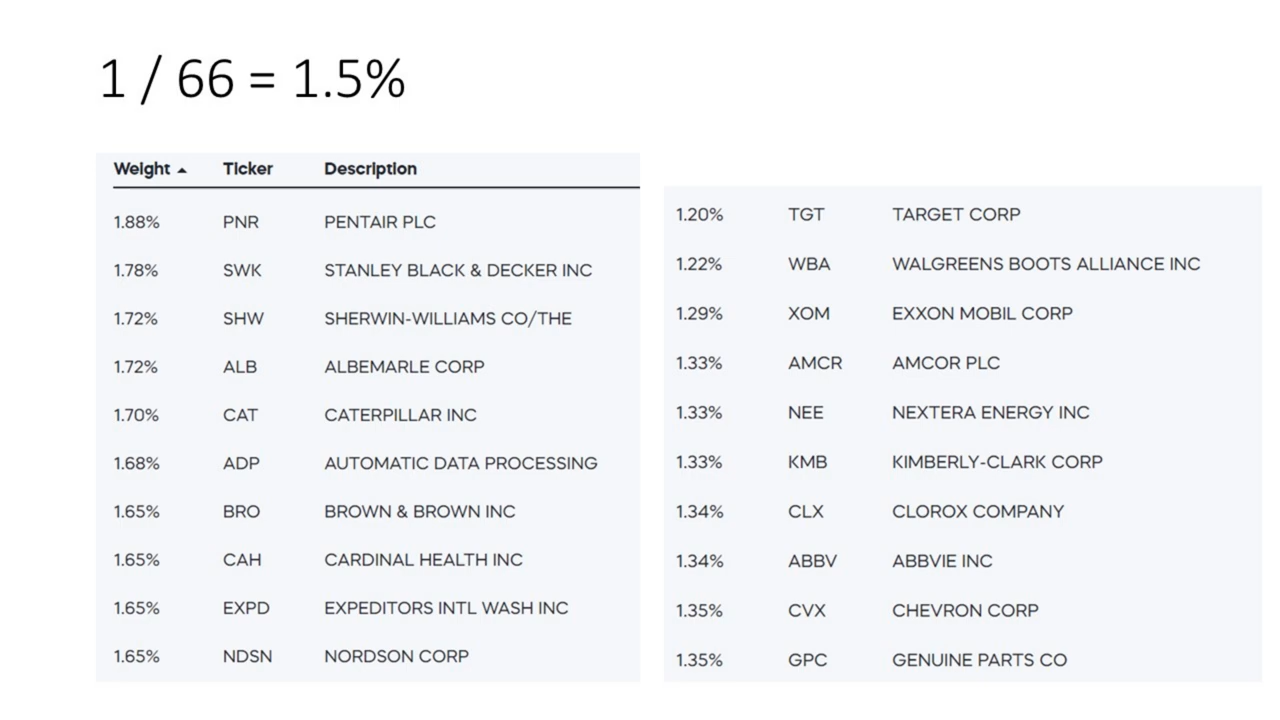 1 / 66 = 1.5%
Weight Ticker Description
1.88% PNR PENTAIR PLC
1.78% SWK STANLEY BLACK & DECKER INC
1.72% SHW SHERWIN-WILLIAMS CO/THE
1.72% ALB ALBEMARLE CORP
1.70% CAT CATERPILLAR INC
1.68% ADP AUTOMATIC DATA PROCESSING
1.65% BRO BROWN & BROWN INC
1.65% CAH CARDINAL HEALTH INC
1.65% EXPD EXPEDITORS INTL WASH INC
1.65% NDSN NORDSON CORP
1.20% TGT TARGET CORP
1.22% WBA WALGREENS BOOTS ALLIANCE INC
1.29% XOM EXXON MOBIL CORP
1.33% AMCR AMCOR PLC
1.33% NEE NEXTERA ENERGY INC
1.33% KMB KIMBERLY-CLARK CORP
1.34% CLX CLOROX COMPANY
1.34% ABBV ABBVIE INC
1.35% CVX CHEVRON CORP
1.35% GPC GENUINE PARTS CO